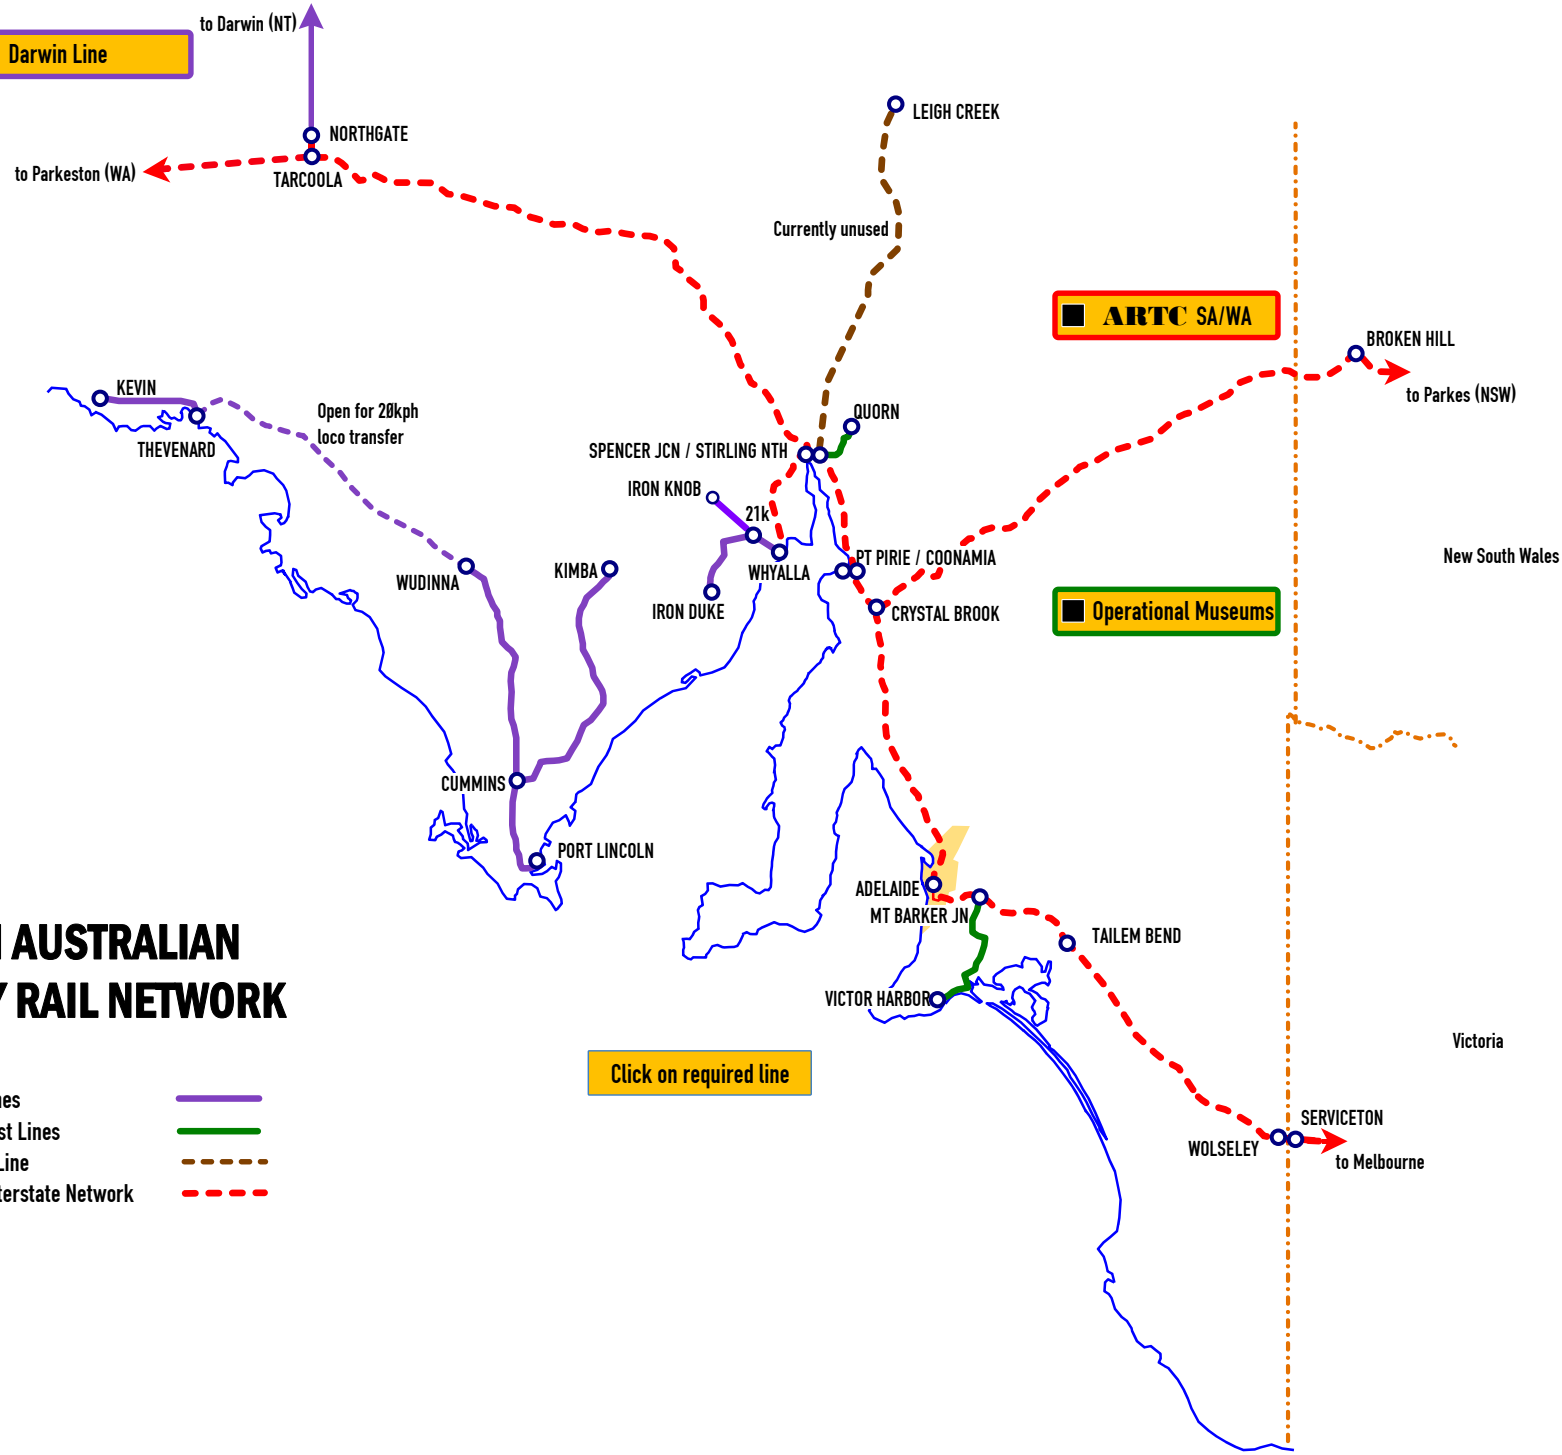 to Darwin (NT)
Darwin Line
NORTHGATE
to Parkeston (WA)
TARCOOLA
LEIGH CREEK
Currently unused
ARTC SA/WA
BROKEN HILL
to Parkes (NSW)
KEVIN
THEVENARD
Open for 20kph
loco transfer
QUORN
SPENCER JCN / STIRLING NTH
IRON KNOB
21k
WHYALLA
PT PIRIE / COONAMIA
New South Wales
WUDINNA
KIMBA
IRON DUKE
CRYSTAL BROOK
Operational Museums
CUMMINS
PORT LINCOLN
ADELAIDE
MT BARKER JN
TAILEM BEND
AUSTRALIAN
RAIL NETWORK
VICTOR HARBOR
Victoria
Click on required line
Lines
Line
Network
SERVICETON
WOLSELEY
to Melbourne